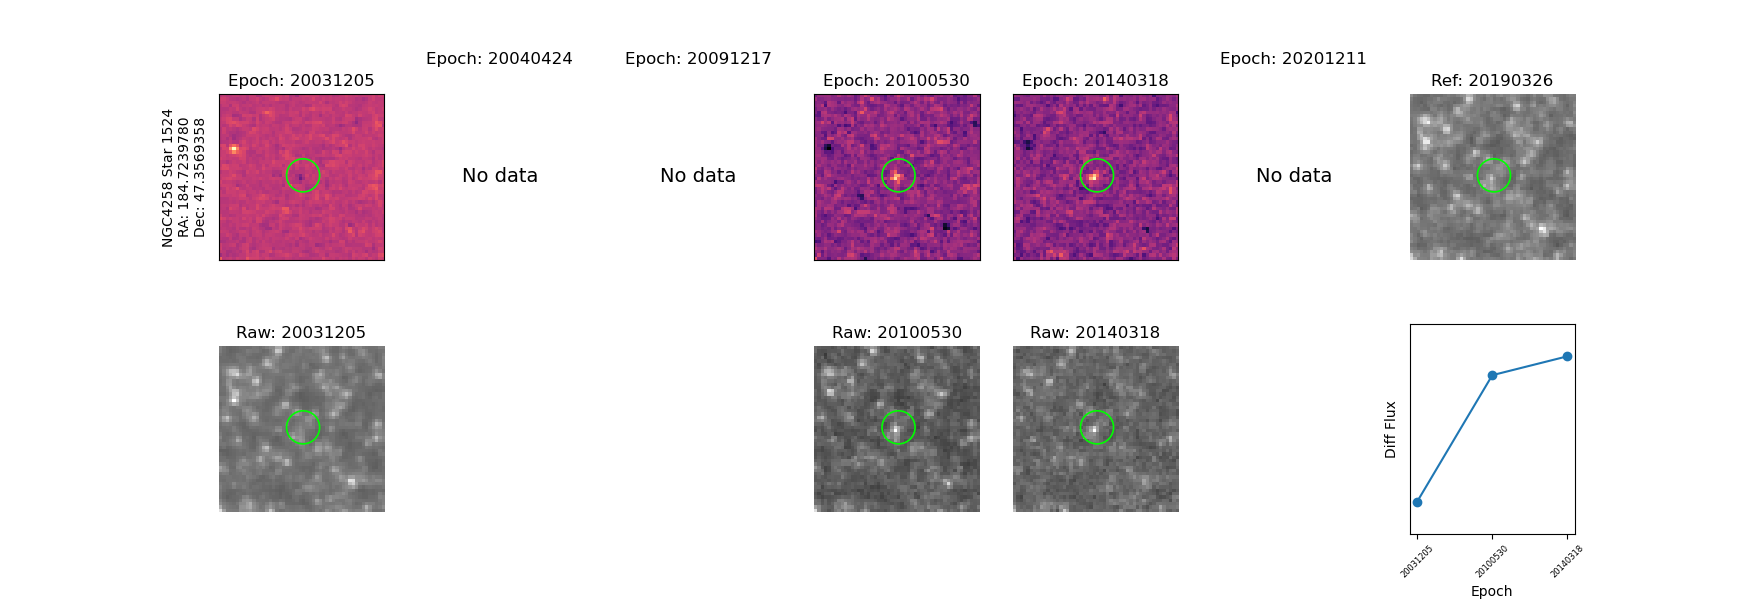 Epoch: 20040424
Epoch: 20091217
Epoch: 20201211
Epoch: 20031205
Epoch: 20100530
Epoch: 20140318
Ref: 20190326
NGC4258 Star 1524
RA: 184.7239780
Dec: 47.3569358
No data
No data
No data
Raw: 20031205
Raw: 20100530
Raw: 20140318
Diff Flux
20031205
20100530
20140318
Epoch